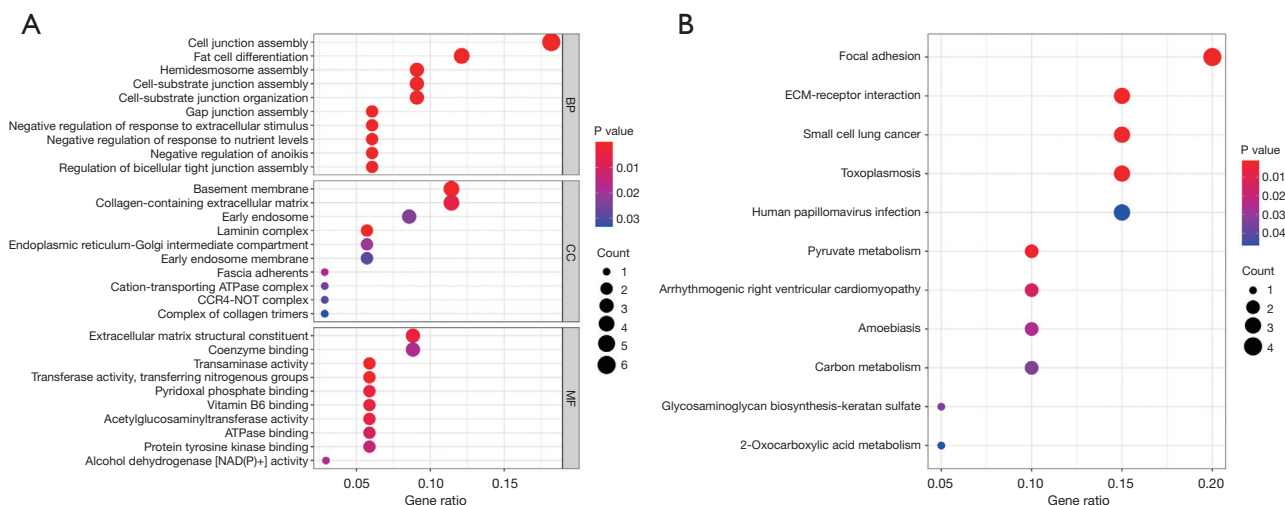 A
Cell junction assembly
Fat cell differentiation
Hemidesmosome assembly
Cell-substrate junction assembly
Cell-substrate junction organization
Gap junction assembly
Negative regulation of response to extracellular stimulus
Negative regulation of response to nutrient levels
Negative regulation of anoikis
Regulation of bicellular tight junction assembly
BP
Basement membrane
Collagen-containing extracellular matrix
Early endosome
Laminin complex
Endoplasmic reticulum-Golgi intermediate compartment
Early endosome membrane
Fascia adherents
Cation-transporting ATPase complex
CCR4-NOT complex
Complex of collagen trimers
CC
Extracellular matrix structural constituent
Coenzyme binding
Transaminase activity
Transferase activity, transferring nitrogenous groups
Pyridoxal phosphate binding
Vitamin B6 binding
Acetylglucosaminyltransferase activity
ATPase binding
Protein tyrosine kinase binding
Alcohol dehydrogenase [NAD(P)+] activity
MF
0.05 0.10 0.15
Gene ratio
P value
0.01
0.02
0.03
Count
1
2
3
4
5
6
B
Focal adhesion
ECM-receptor interaction
Small cell lung cancer
Toxoplasmosis
Human papillomavirus infection
Pyruvate metabolism
Arrhythmogenic right ventricular cardiomyopathy
Amoebiasis
Carbon metabolism
Glycosaminoglycan biosynthesis-keratan sulfate
2-Oxocarboxylic acid metabolism
0.05 0.10 0.15 0.20
Gene ratio
P value
0.01
0.02
0.03
0.04
Count
1
2
3
4